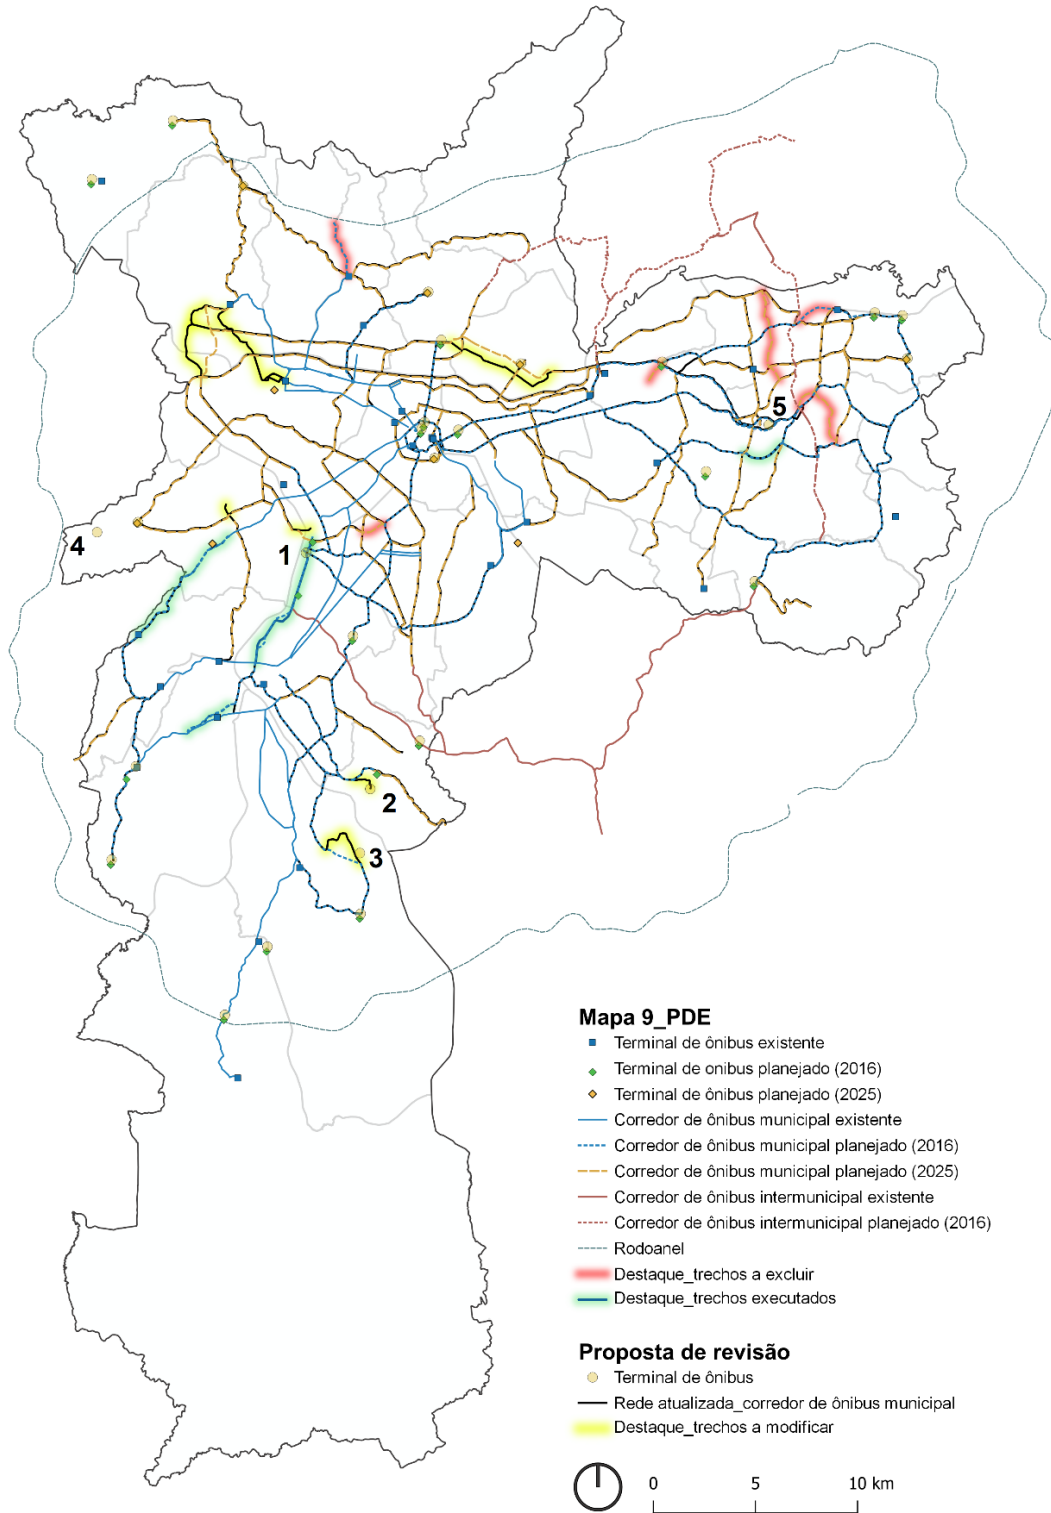 5
4
1
2
3
Mapa 9_PDE
Terminal de ônibus existente
Terminal de onibus planejado (2016)
Terminal de ônibus planejado (2025)
Corredor de ônibus municipal existente
Corredor de ônibus municipal planejado (2016)
Corredor de ônibus municipal planejado (2025)
Corredor de ônibus intermunicipal existente
Corredor de ônibus intermunicipal planejado (2016)
Rodoanel
Destaque_trechos a excluir
Destaque_trechos executados
Proposta de revisão
Terminal de ônibus
Rede atualizada_corredor de ônibus municipal
Destaque_trechos a modificar
0 5 10 km